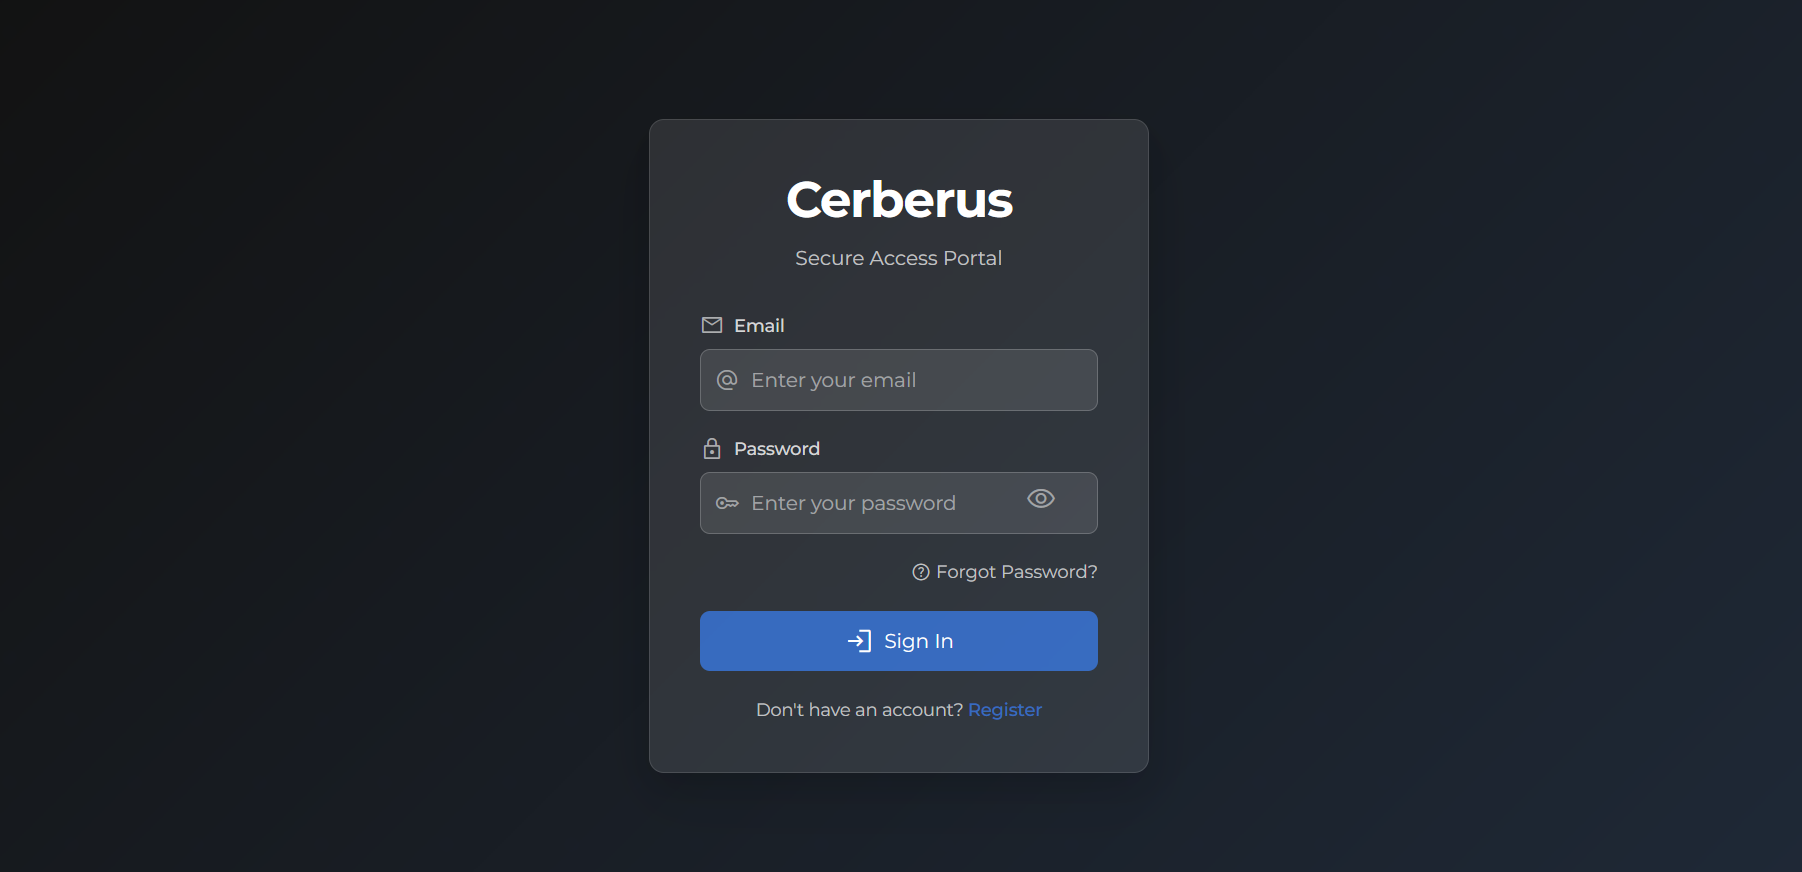 Cerberus
Secure Access Portal
Email
Enter your email
Password
Enter your password
Forgot Password?
Sign In
Don't have an account? Register